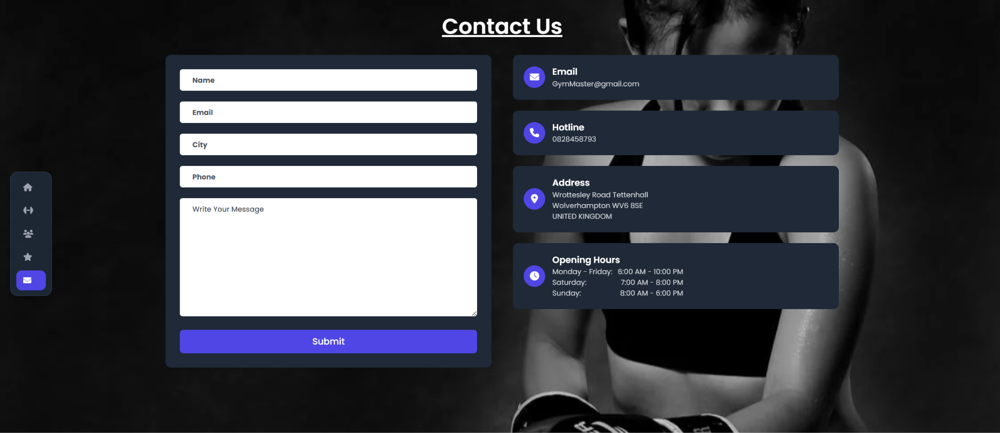 Contact Us
Name
Email
City
Phone
Write Your Message
Submit
Email
GymMaster@gmail.com
Hotline
0828458793
Address
Wrottesley Road Tettenhall
Wolverhampton WV6 8SE
UNITED KINGDOM
Opening Hours
Monday - Friday: 6:00 AM - 10:00 PM
Saturday: 7:00 AM - 8:00 PM
Sunday: 8:00 AM - 6:00 PM